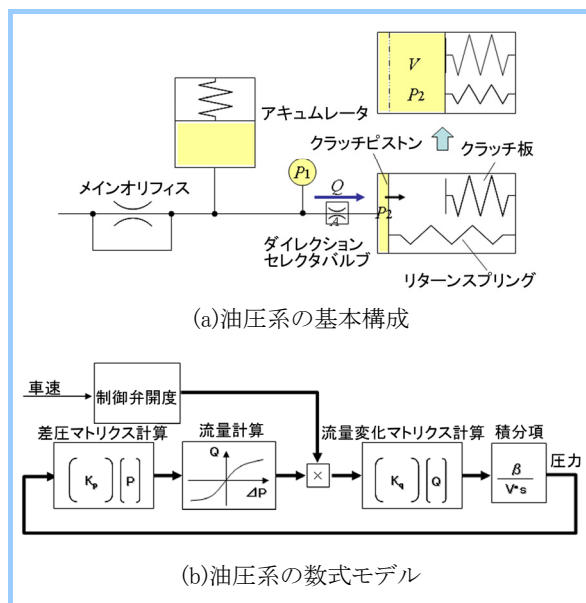 V
P2
アキュムレータ
クラッチピストン
クラッチ板
メインオリフィス
P1
Q
A
P2
ダイレクション
セレクタバルブ
リターンスプリング
(a)油圧系の基本構成
車速
制御弁開度
差圧マトリクス計算
流量計算
流量変化マトリクス計算
積分項
圧力
Kp P
Q
ΔP
×
Kq Q
β
V*s
(b)油圧系の数式モデル